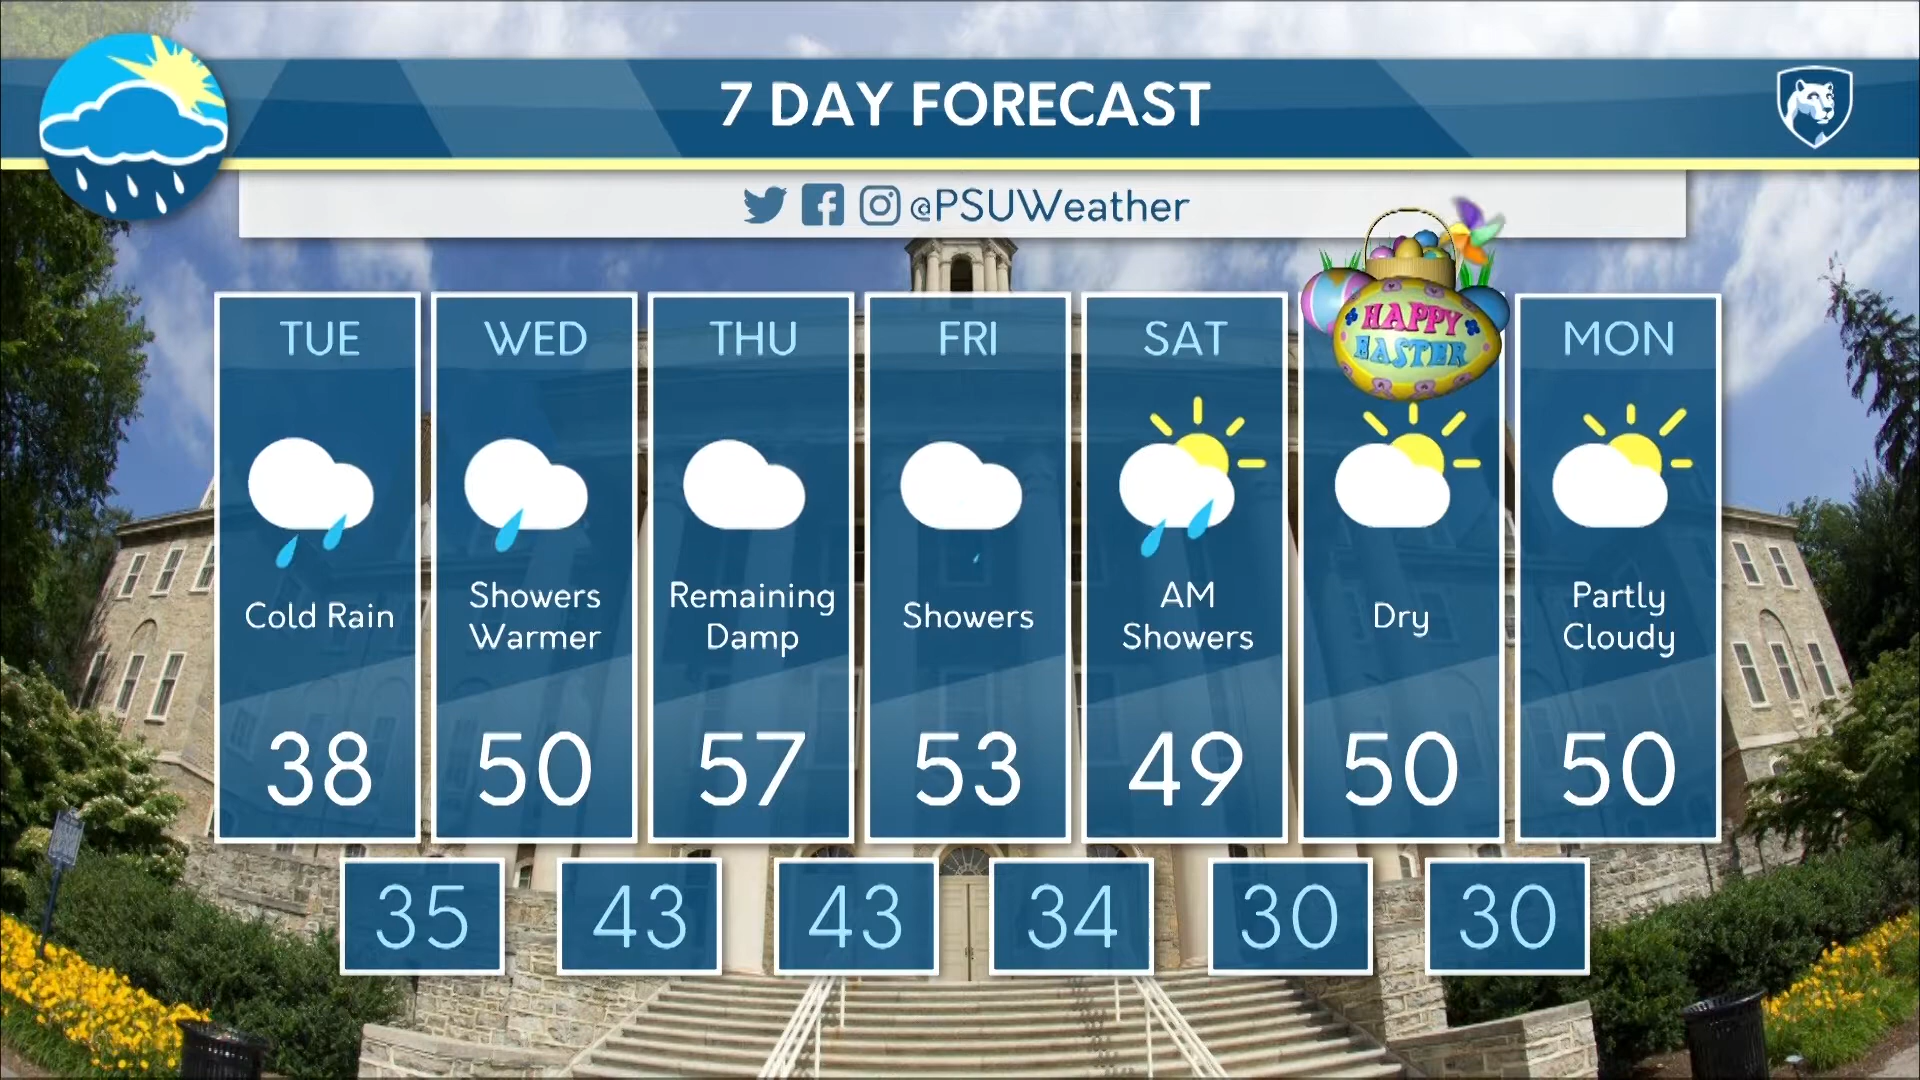 7 DAY FORECAST
@PSUWeather
TUE
Cold Rain
38
WED
Showers
Warmer
50
THU
Remaining
Damp
57
FRI
Showers
53
SAT
AM
Showers
49
HAPPY
EASTER
Dry
50
MON
Partly
Cloudy
50
35
43
43
34
30
30